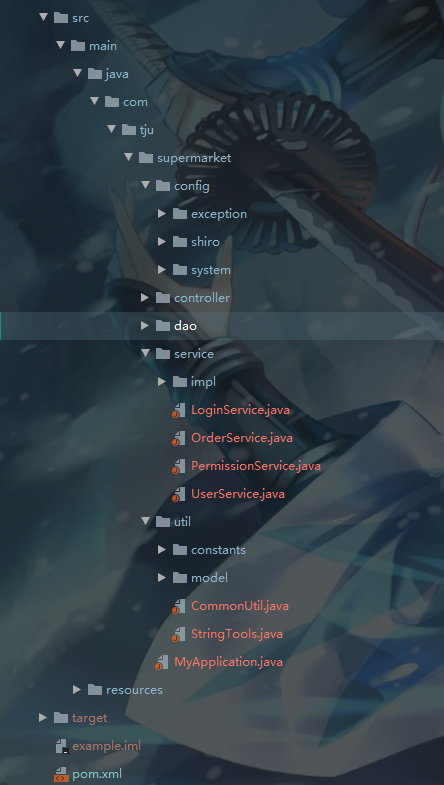 src
main
java
com
tju
supermarket
config
exception
shiro
system
controller
dao
service
impl
LoginService.java
OrderService.java
PermissionService.java
UserService.java
util
constants
model
CommonUtil.java
StringTools.java
MyApplication.java
resources
target
example.iml
pom.xml